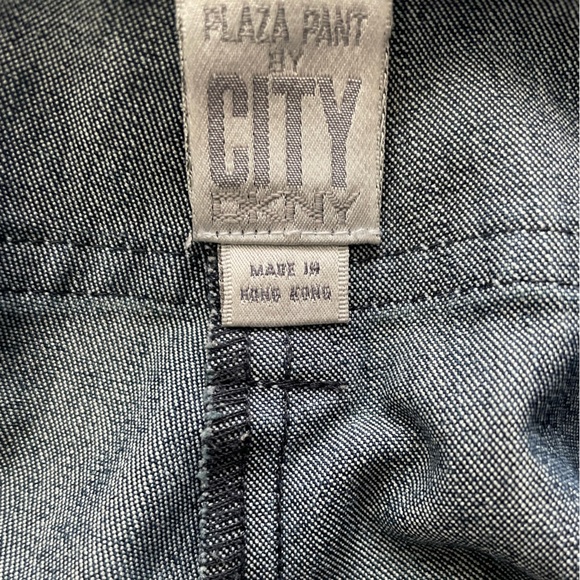 PLAZA PANT
BY
CITY
DKNY
MADE IN
HONG KONG